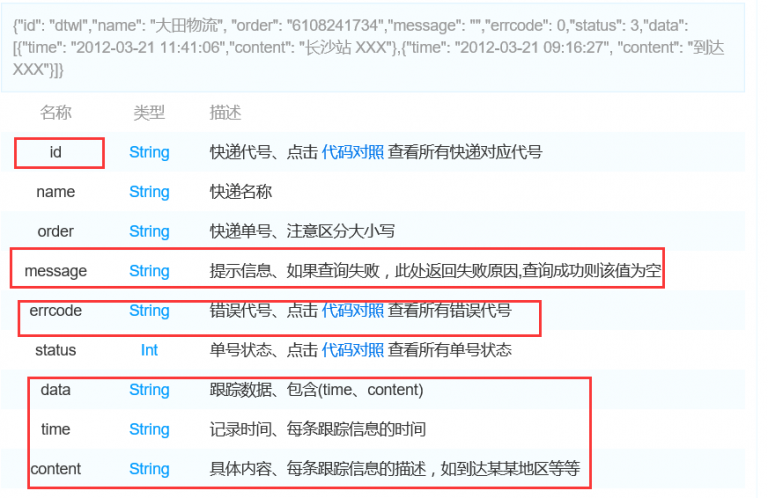 {"id": "dtwl","name": "大田物流", "order": "6108241734","message": "","errcode": 0,"status": 3,"data":
[{"time": "2012-03-21 11:41:06","content": "长沙站 XXX"},{"time": "2012-03-21 09:16:27", "content": "到达
XXX"}]}
名称 类型 描述
id String 快递代号、点击 代码对照 查看所有快递对应代号
name String 快递名称
order String 快递单号、注意区分大小写
message String 提示信息、如果查询失败，此处返回失败原因,查询成功则该值为空
errcode String 错误代号、点击 代码对照 查看所有错误代号
status Int 单号状态、点击 代码对照 查看所有单号状态
data String 跟踪数据、包含(time、content)
time String 记录时间、每条跟踪信息的时间
content String 具体内容、每条跟踪信息的描述，如到达某某地区等等